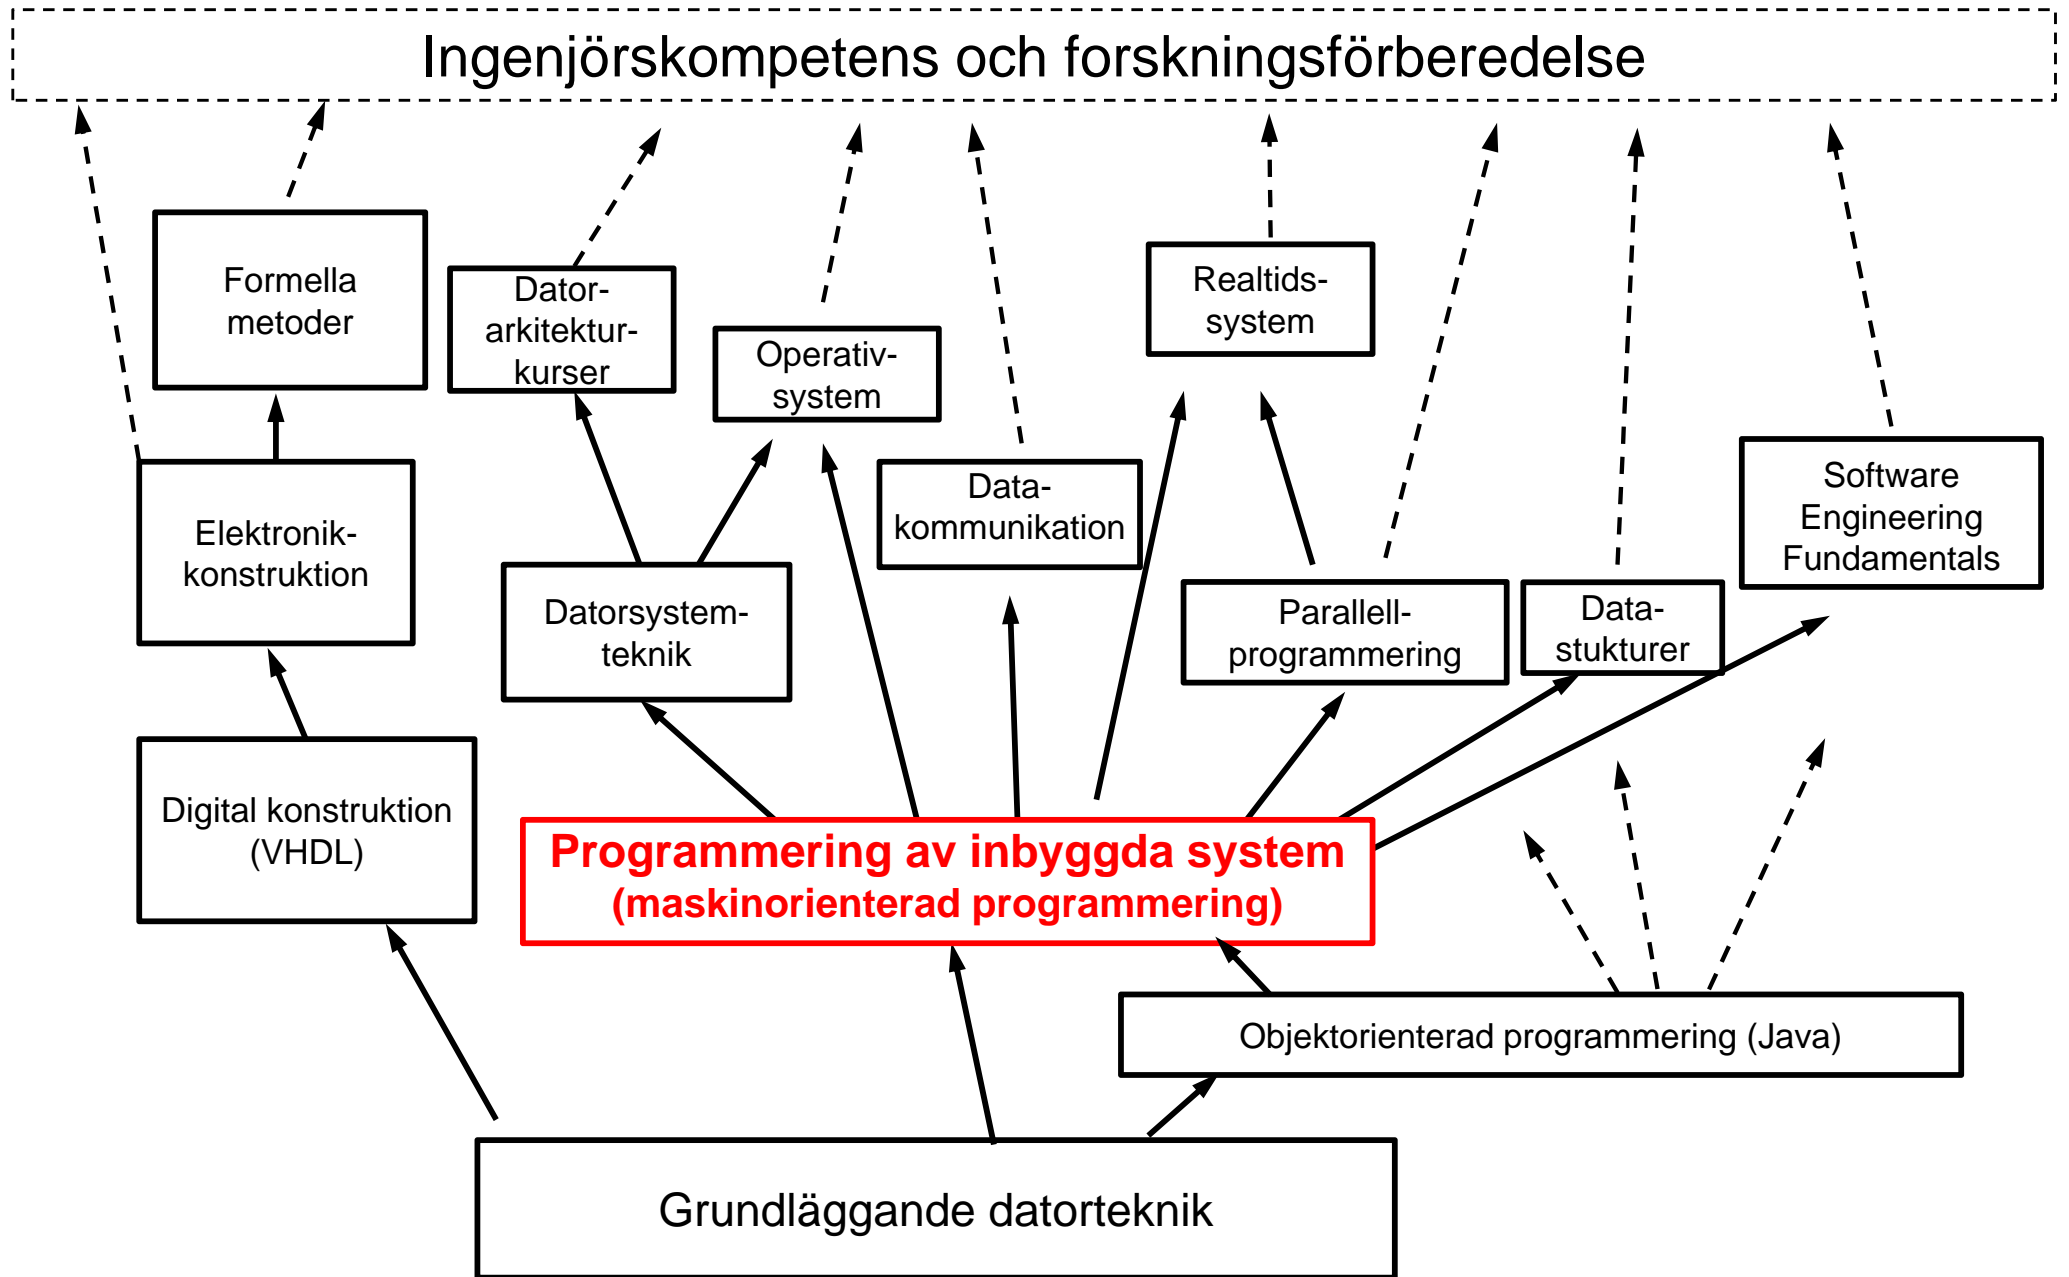 Ingenjörskompetens och forskningsförberedelse
Formella
metoder
Dator-
arkitektur-
kurser
Operativ-
system
Realtids-
system
Elektronik-
konstruktion
Data-
kommunikation
Software
Engineering
Fundamentals
Datorsystem-
teknik
Parallell-
programmering
Data-
stukturer
Digital konstruktion
(VHDL)
Programmering av inbyggda system
(maskinorienterad programmering)
Objektorienterad programmering (Java)
Grundläggande datorteknik